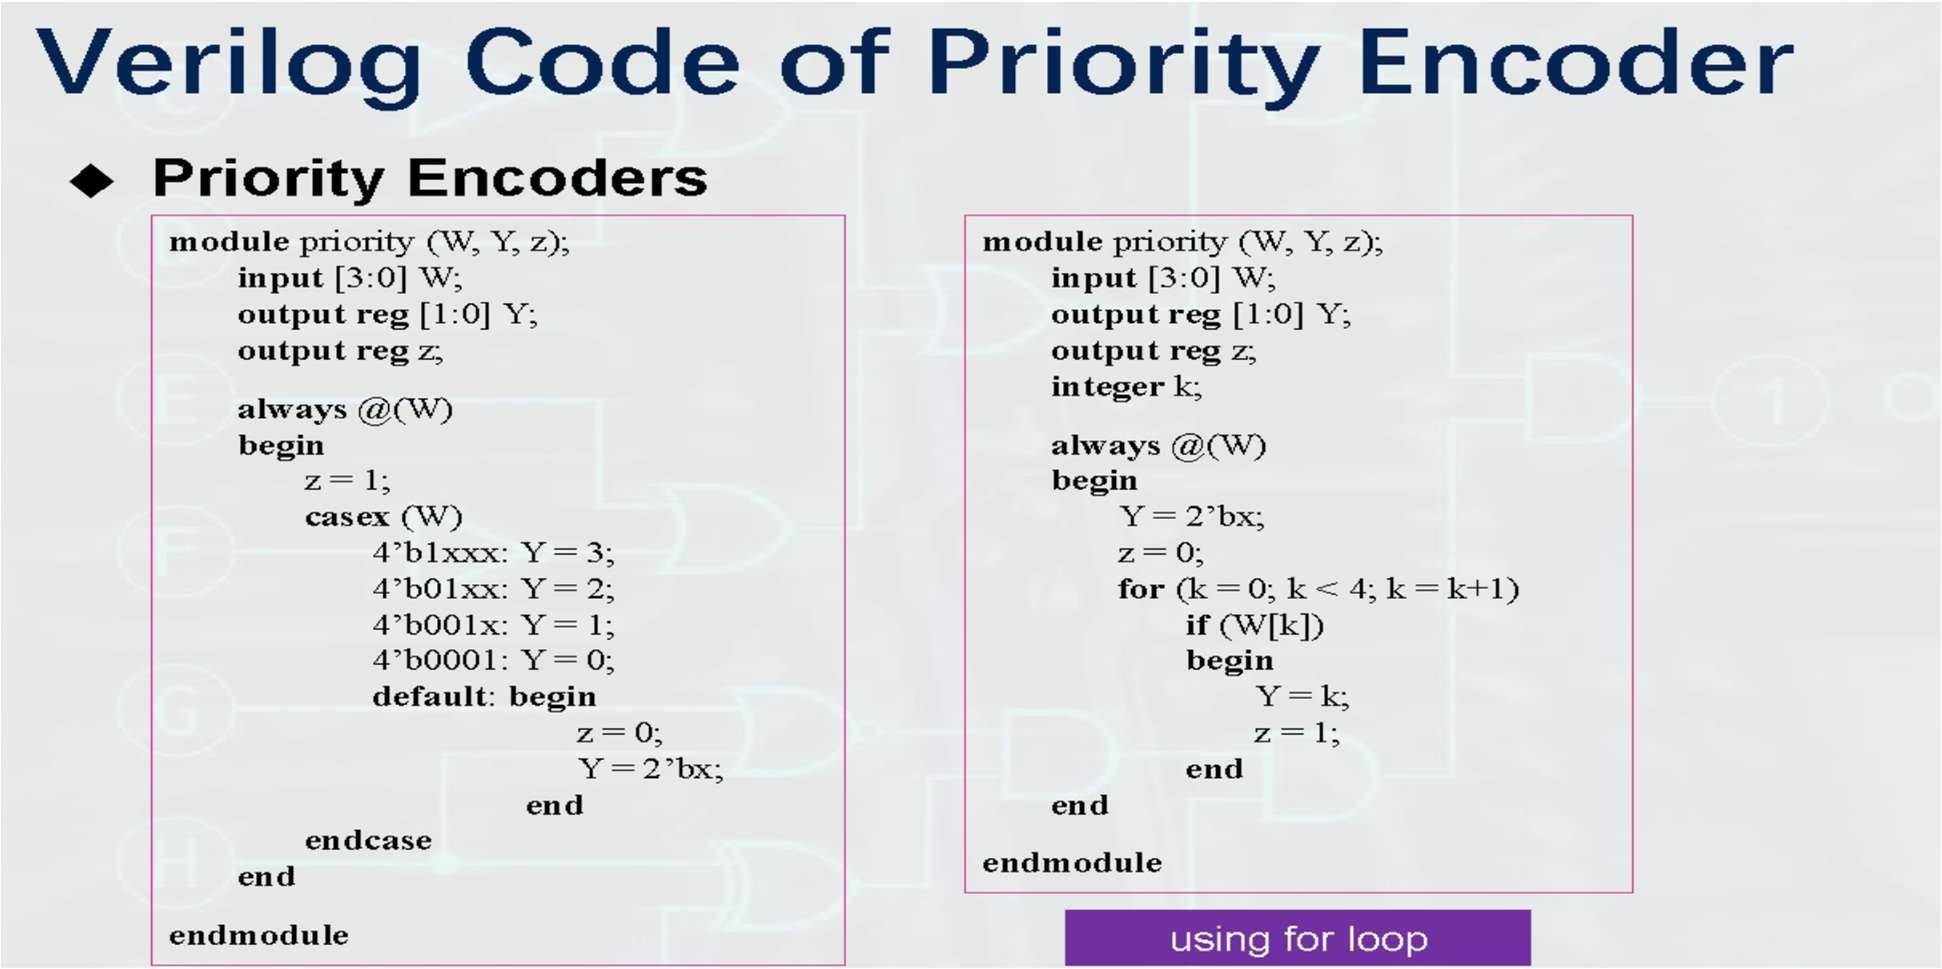 Verilog Code of Priority Encoder
◆ Priority Encoders
module priority (W, Y, z);
input [3:0] W;
output reg [1:0] Y;
output reg z;
always @(W)
begin
z = 1;
casex (W)
4’b1xxx: Y = 3;
4’b01xx: Y = 2;
4’b001x: Y = 1;
4’b0001: Y = 0;
default: begin
z = 0;
Y = 2’bx;
end
endcase
end
endmodule
module priority (W, Y, z);
input [3:0] W;
output reg [1:0] Y;
output reg z;
integer k;
always @(W)
begin
Y = 2’bx;
z = 0;
for (k = 0; k < 4; k = k+1)
if (W[k])
begin
Y = k;
z = 1;
end
end
endmodule
using for loop
C
D
E
F
G
H
1